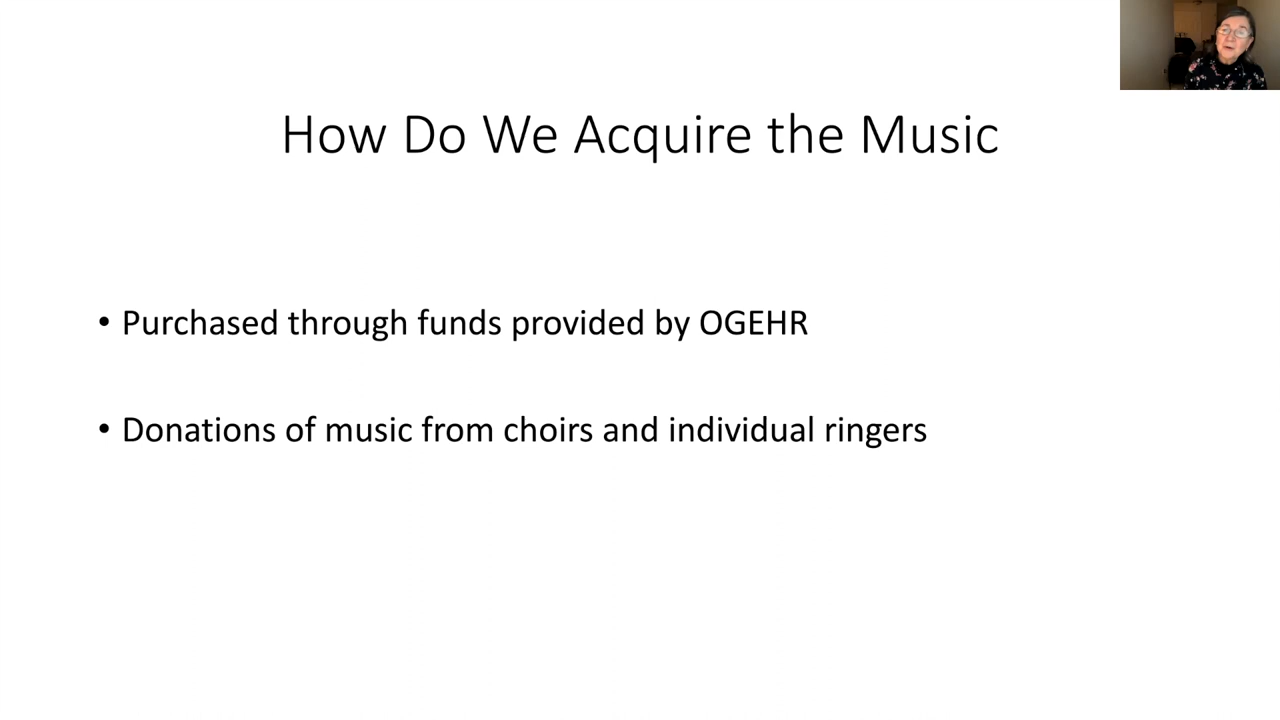 How Do We Acquire the Music
• Purchased through funds provided by OGEHR
• Donations of music from choirs and individual ringers